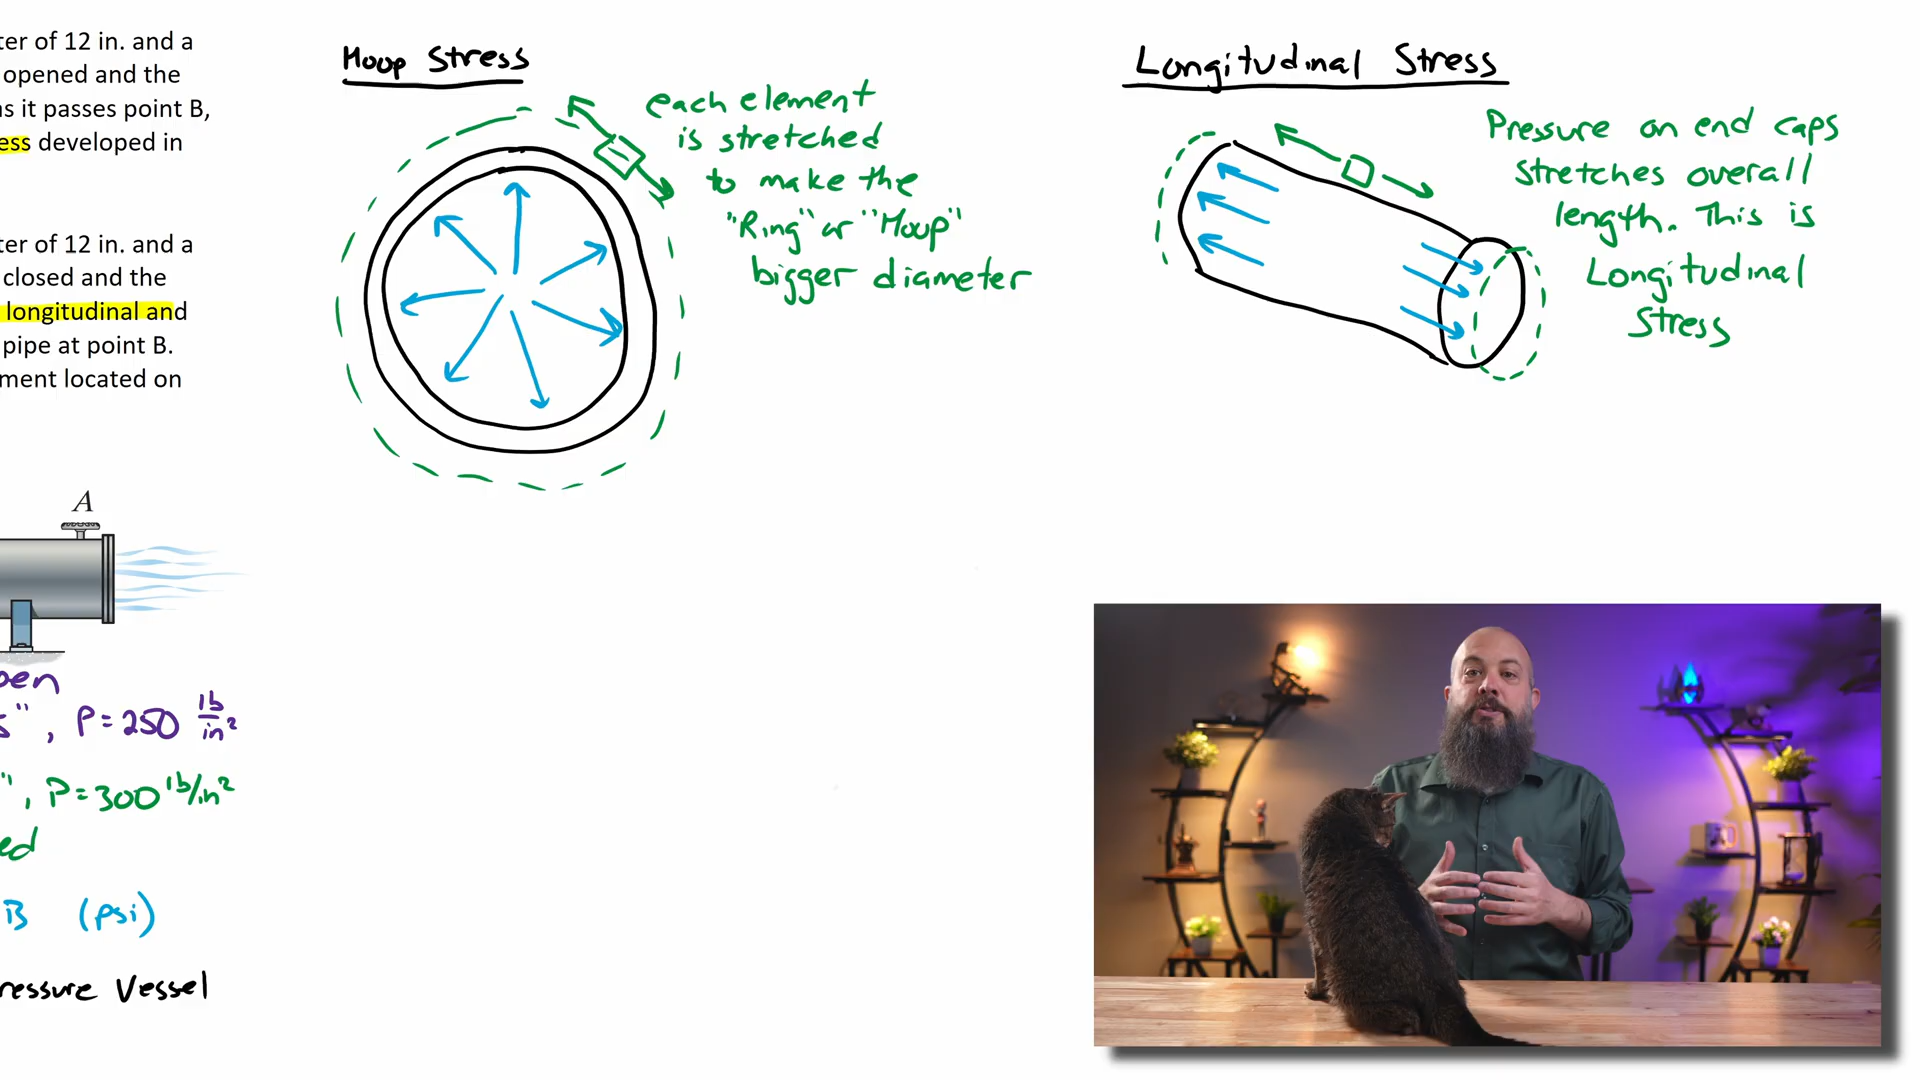 ter of 12 in. and a
opened and the
as it passes point B,
ess developed in
ter of 12 in. and a
closed and the
longitudinal and
pipe at point B.
ment located on
A
pen
s", P=250 lb/in²
", P=300 lb/in²
ed
B (psi)
ressure Vessel
Hoop Stress
each element
is stretched
to make the
"Ring" or "Hoop"
bigger diameter
Longitudinal Stress
Pressure on end caps
stretches overall
length. This is
Longitudinal
Stress